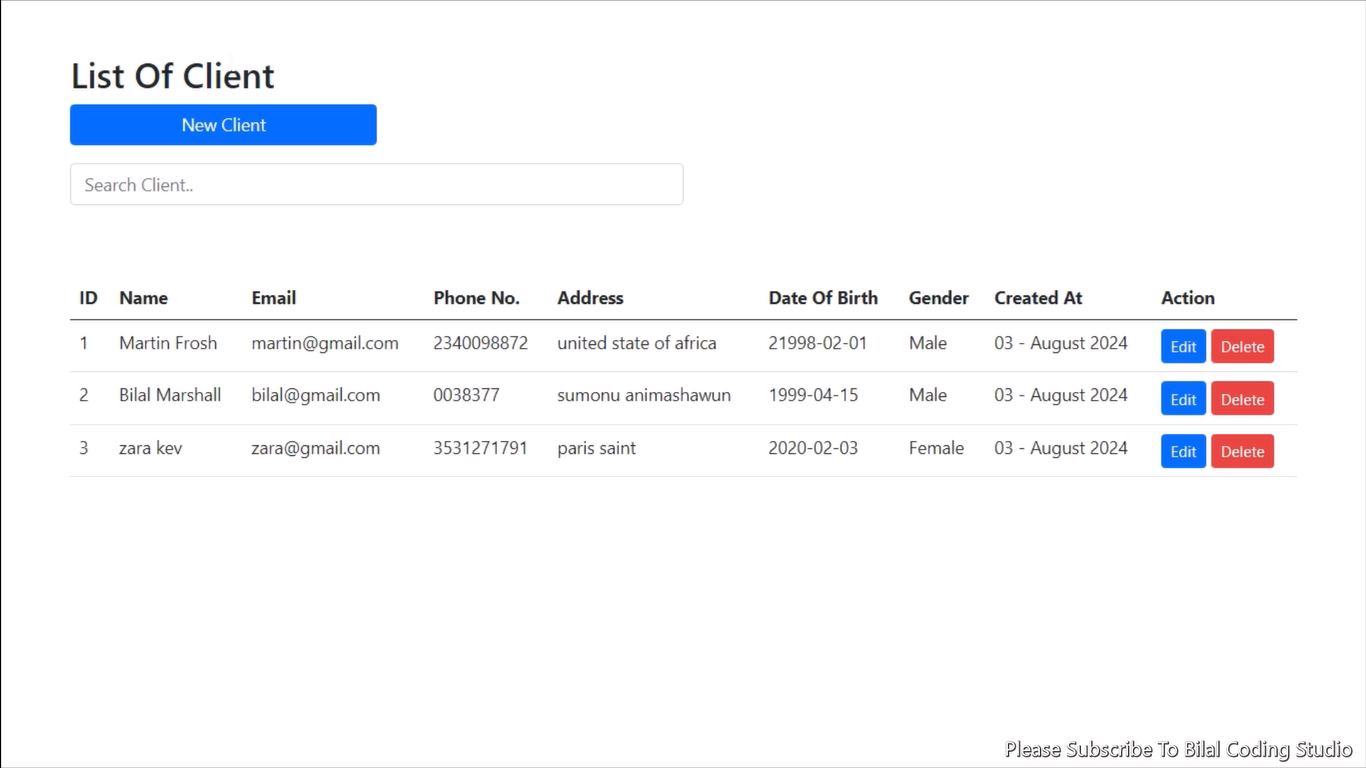 List Of Client
New Client
Search Client..
ID Name Email Phone No. Address Date Of Birth Gender Created At Action
1 Martin Frosh martin@gmail.com 2340098872 united state of africa 21998-02-01 Male 03 - August 2024 Edit Delete
2 Bilal Marshall bilal@gmail.com 0038377 sumonu animashawun 1999-04-15 Male 03 - August 2024 Edit Delete
3 zara kev zara@gmail.com 3531271791 paris saint 2020-02-03 Female 03 - August 2024 Edit Delete
Please Subscribe To Bilal Coding Studio